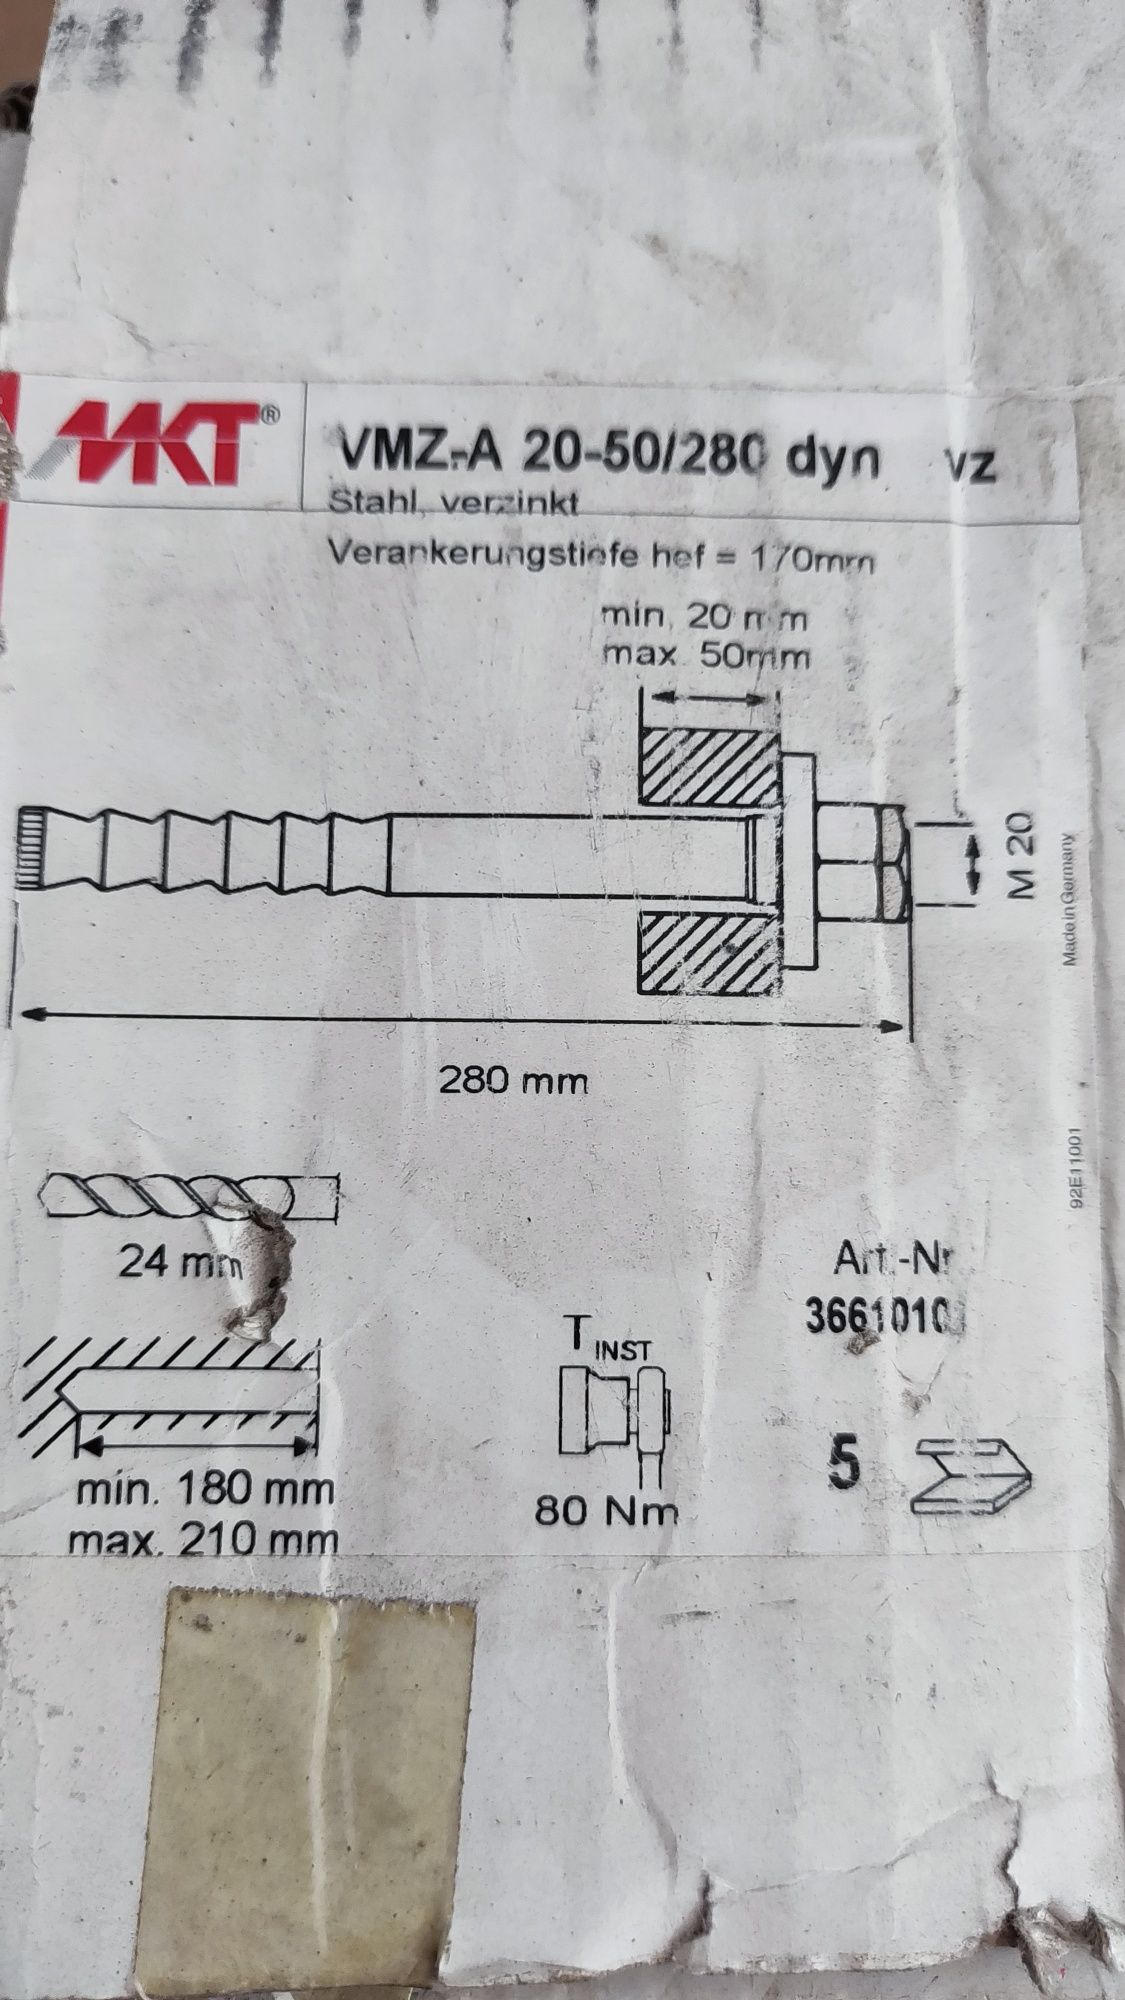 MKT®
VMZ-A 20-50/280 dyn vz
Stahl, verzinkt
Verankerungstiefe hef = 170mm
min. 20 mm
max. 50mm
M 20
Made in Germany
280 mm
92E11001
24 mm
Art.-Nr
T INST
min. 180 mm
max. 210 mm
80 Nm
5